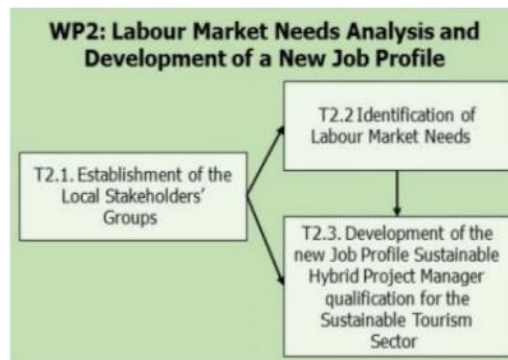 WP2: Labour Market Needs Analysis and
Development of a New Job Profile
T2.1. Establishment of the
Local Stakeholders'
Groups
T2.2 Identification of
Labour Market Needs
T2.3. Development of the
new Job Profile Sustainable
Hybrid Project Manager
qualification for the
Sustainable Tourism
Sector